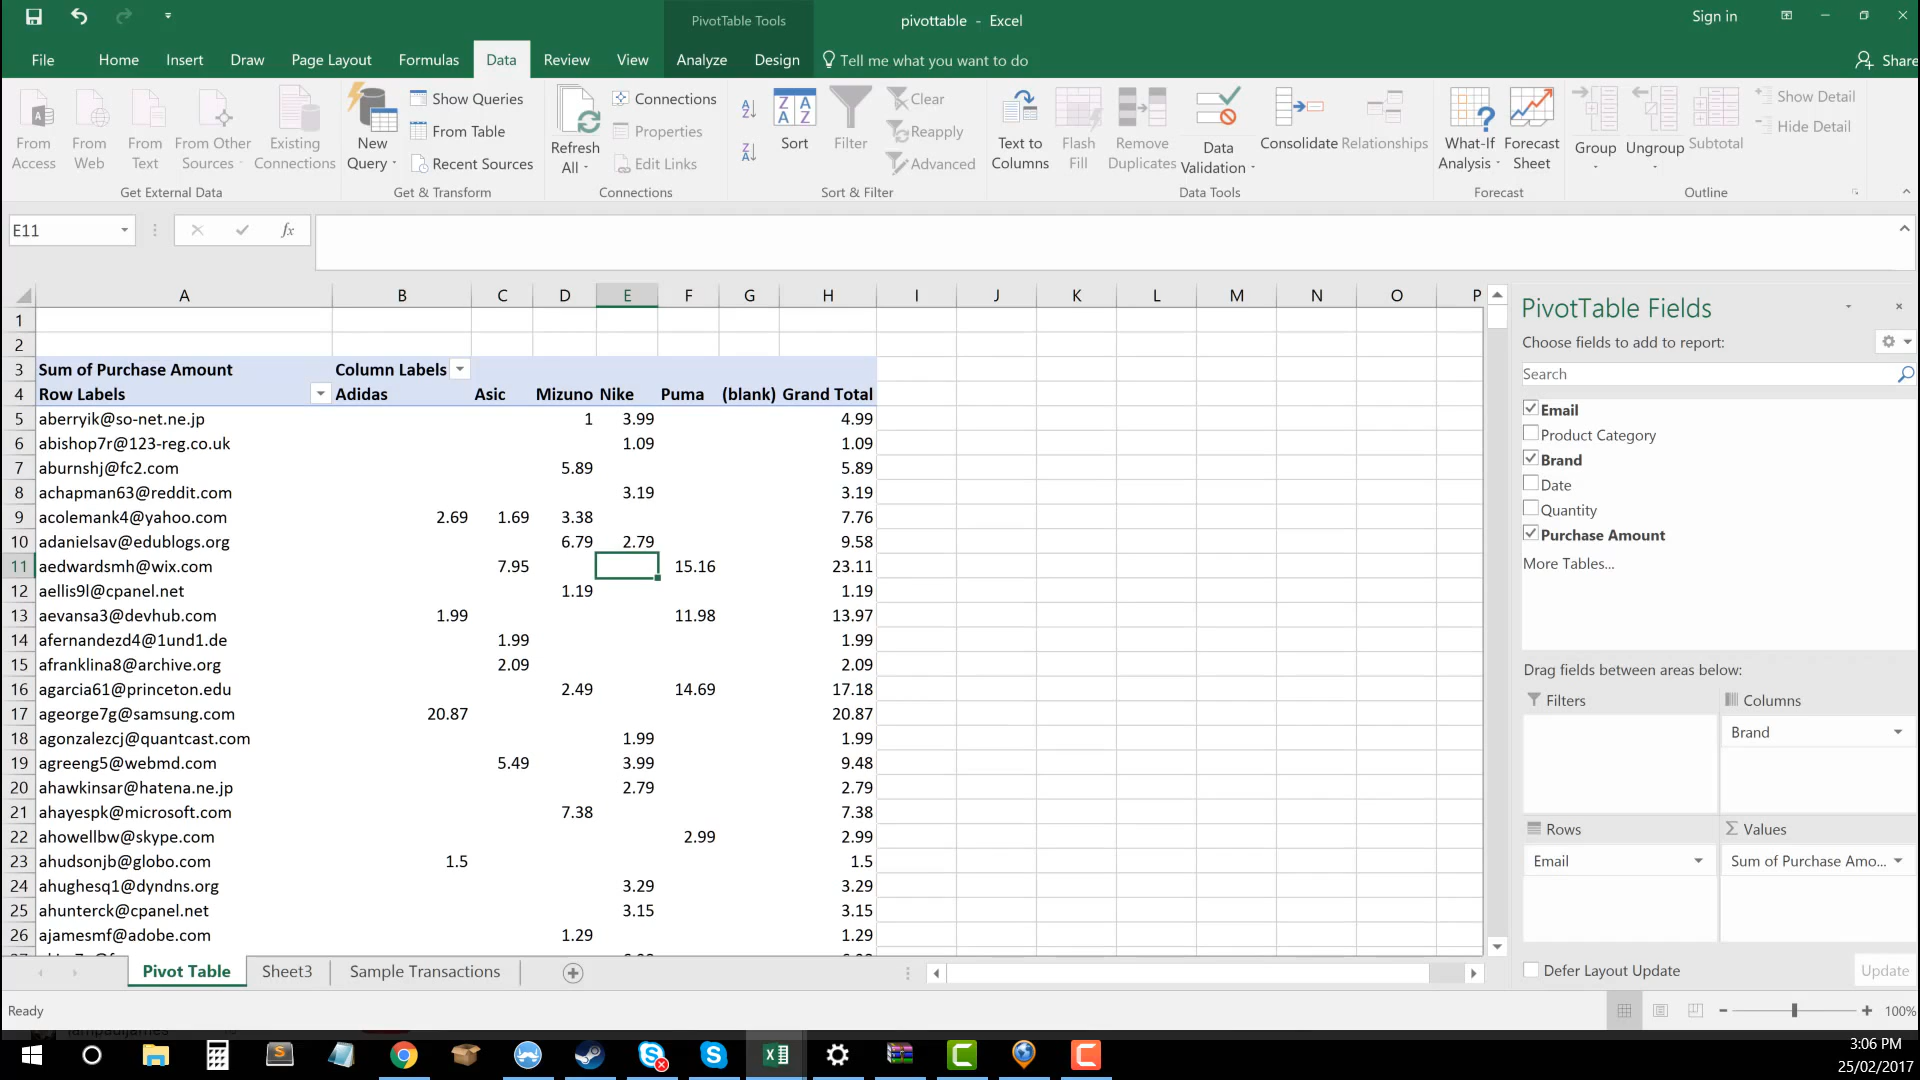 PivotTable Tools
pivottable - Excel
Sign in
File Home Insert Draw Page Layout Formulas Data Review View Analyze Design Tell me what you want to do Share
From Access
From Web
From Text
From Other Sources
Existing Connections
Get External Data
New Query
Show Queries
From Table
Recent Sources
Get & Transform
Refresh All
Connections
Properties
Edit Links
Connections
Sort
Filter
Clear
Reapply
Advanced
Sort & Filter
Text to Columns
Flash Fill
Remove Duplicates
Data Validation
Consolidate
Relationships
Data Tools
What-If Analysis
Forecast Sheet
Forecast
Group
Ungroup
Subtotal
Show Detail
Hide Detail
Outline
E11 fx
A B C D E F G H I J K L M N O P
1
2
3 Sum of Purchase Amount Column Labels
4 Row Labels Adidas Asic Mizuno Nike Puma (blank) Grand Total
5 aberryik@so-net.ne.jp 1 3.99 4.99
6 abishop7r@123-reg.co.uk 1.09 1.09
7 aburnshj@fc2.com 5.89 5.89
8 achapman63@reddit.com 3.19 3.19
9 acolemank4@yahoo.com 2.69 1.69 3.38 7.76
10 adanielsav@edublogs.org 6.79 2.79 9.58
11 aedwardsmh@wix.com 7.95 15.16 23.11
12 aellis9l@cpanel.net 1.19 1.19
13 aevansa3@devhub.com 1.99 11.98 13.97
14 afernandezd4@1und1.de 1.99 1.99
15 afranklina8@archive.org 2.09 2.09
16 agarcia61@princeton.edu 2.49 14.69 17.18
17 ageorge7g@samsung.com 20.87 20.87
18 agonzalezcj@quantcast.com 1.99 1.99
19 agreeng5@webmd.com 5.49 3.99 9.48
20 ahawkinsar@hatena.ne.jp 2.79 2.79
21 ahayespk@microsoft.com 7.38 7.38
22 ahowellbw@skype.com 2.99 2.99
23 ahudsonjb@globo.com 1.5 1.5
24 ahughesq1@dyndns.org 3.29 3.29
25 ahunterck@cpanel.net 3.15 3.15
26 ajamesmf@adobe.com 1.29 1.29
PivotTable Fields
Choose fields to add to report:
Search
Email
Product Category
Brand
Date
Quantity
Purchase Amount
More Tables...
Drag fields between areas below:
Filters
Columns
Brand
Rows
Values
Email
Sum of Purchase Amo...
Defer Layout Update
Update
Pivot Table Sheet3 Sample Transactions
Ready
100%
3:06 PM
25/02/2017